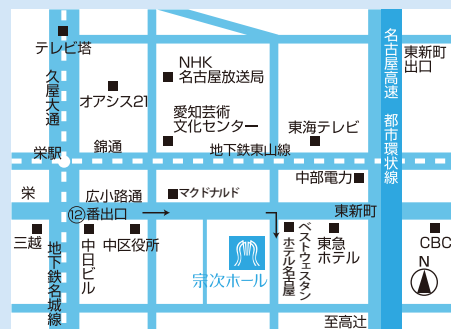 テレビ塔
久屋大通
オアシス21
NHK
名古屋放送局
愛知芸術
文化センター
東海テレビ
名古屋高速 都市環状線
東新町
出口
栄駅
錦通
地下鉄東山線
中部電力
栄
広小路通
マクドナルド
東新町
⑫番出口
三越
地下鉄名城線
中日ビル
中区役所
宗次ホール
ベストウェスタン
ホテル名古屋
東急
ホテル
CBC
N
至高辻